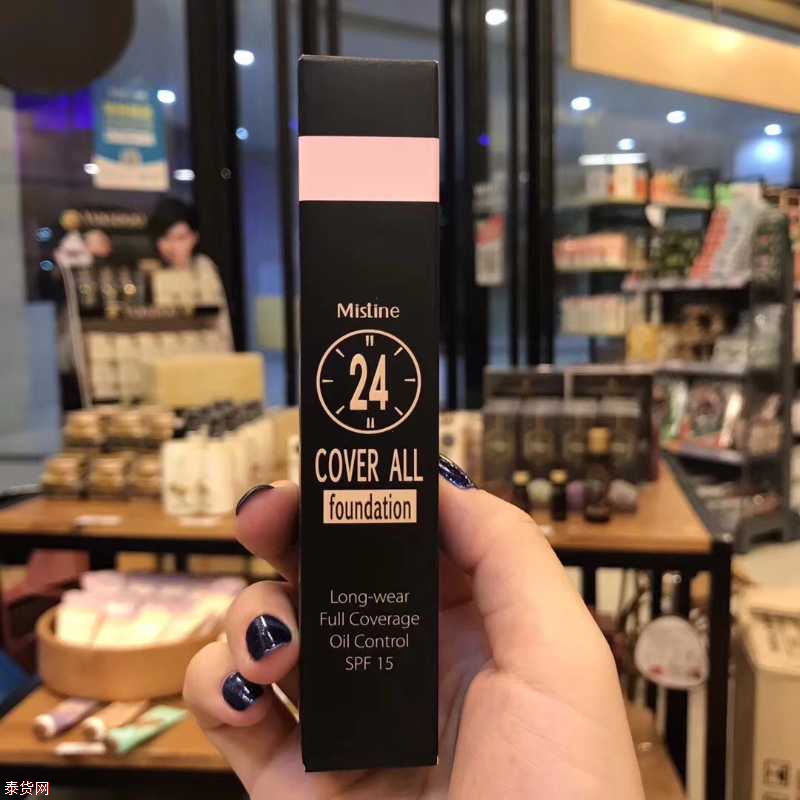 Mistine
24
COVER ALL
foundation
Long-wear
Full Coverage
Oil Control
SPF 15
泰货网